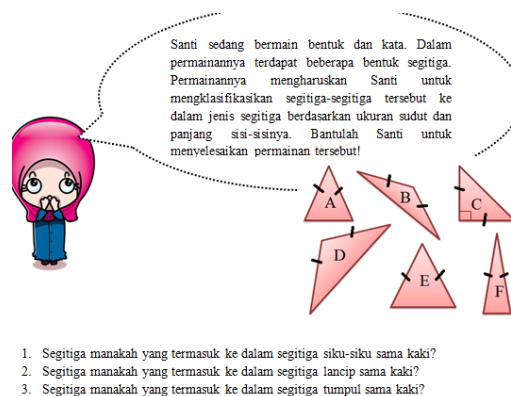 Santi sedang bermain bentuk dan kata. Dalam
permainannya terdapat beberapa bentuk segitiga.
Permainannya mengharuskan Santi untuk
mengklasifikasikan segitiga-segitiga tersebut ke
dalam jenis segitiga berdasarkan ukuran sudut dan
panjang sisi-sisinya. Bantulah Santi untuk
menyelesaikan permainan tersebut!
A
B
C
D
E
F
1. Segitiga manakah yang termasuk ke dalam segitiga siku-siku sama kaki?
2. Segitiga manakah yang termasuk ke dalam segitiga lancip sama kaki?
3. Segitiga manakah yang termasuk ke dalam segitiga tumpul sama kaki?